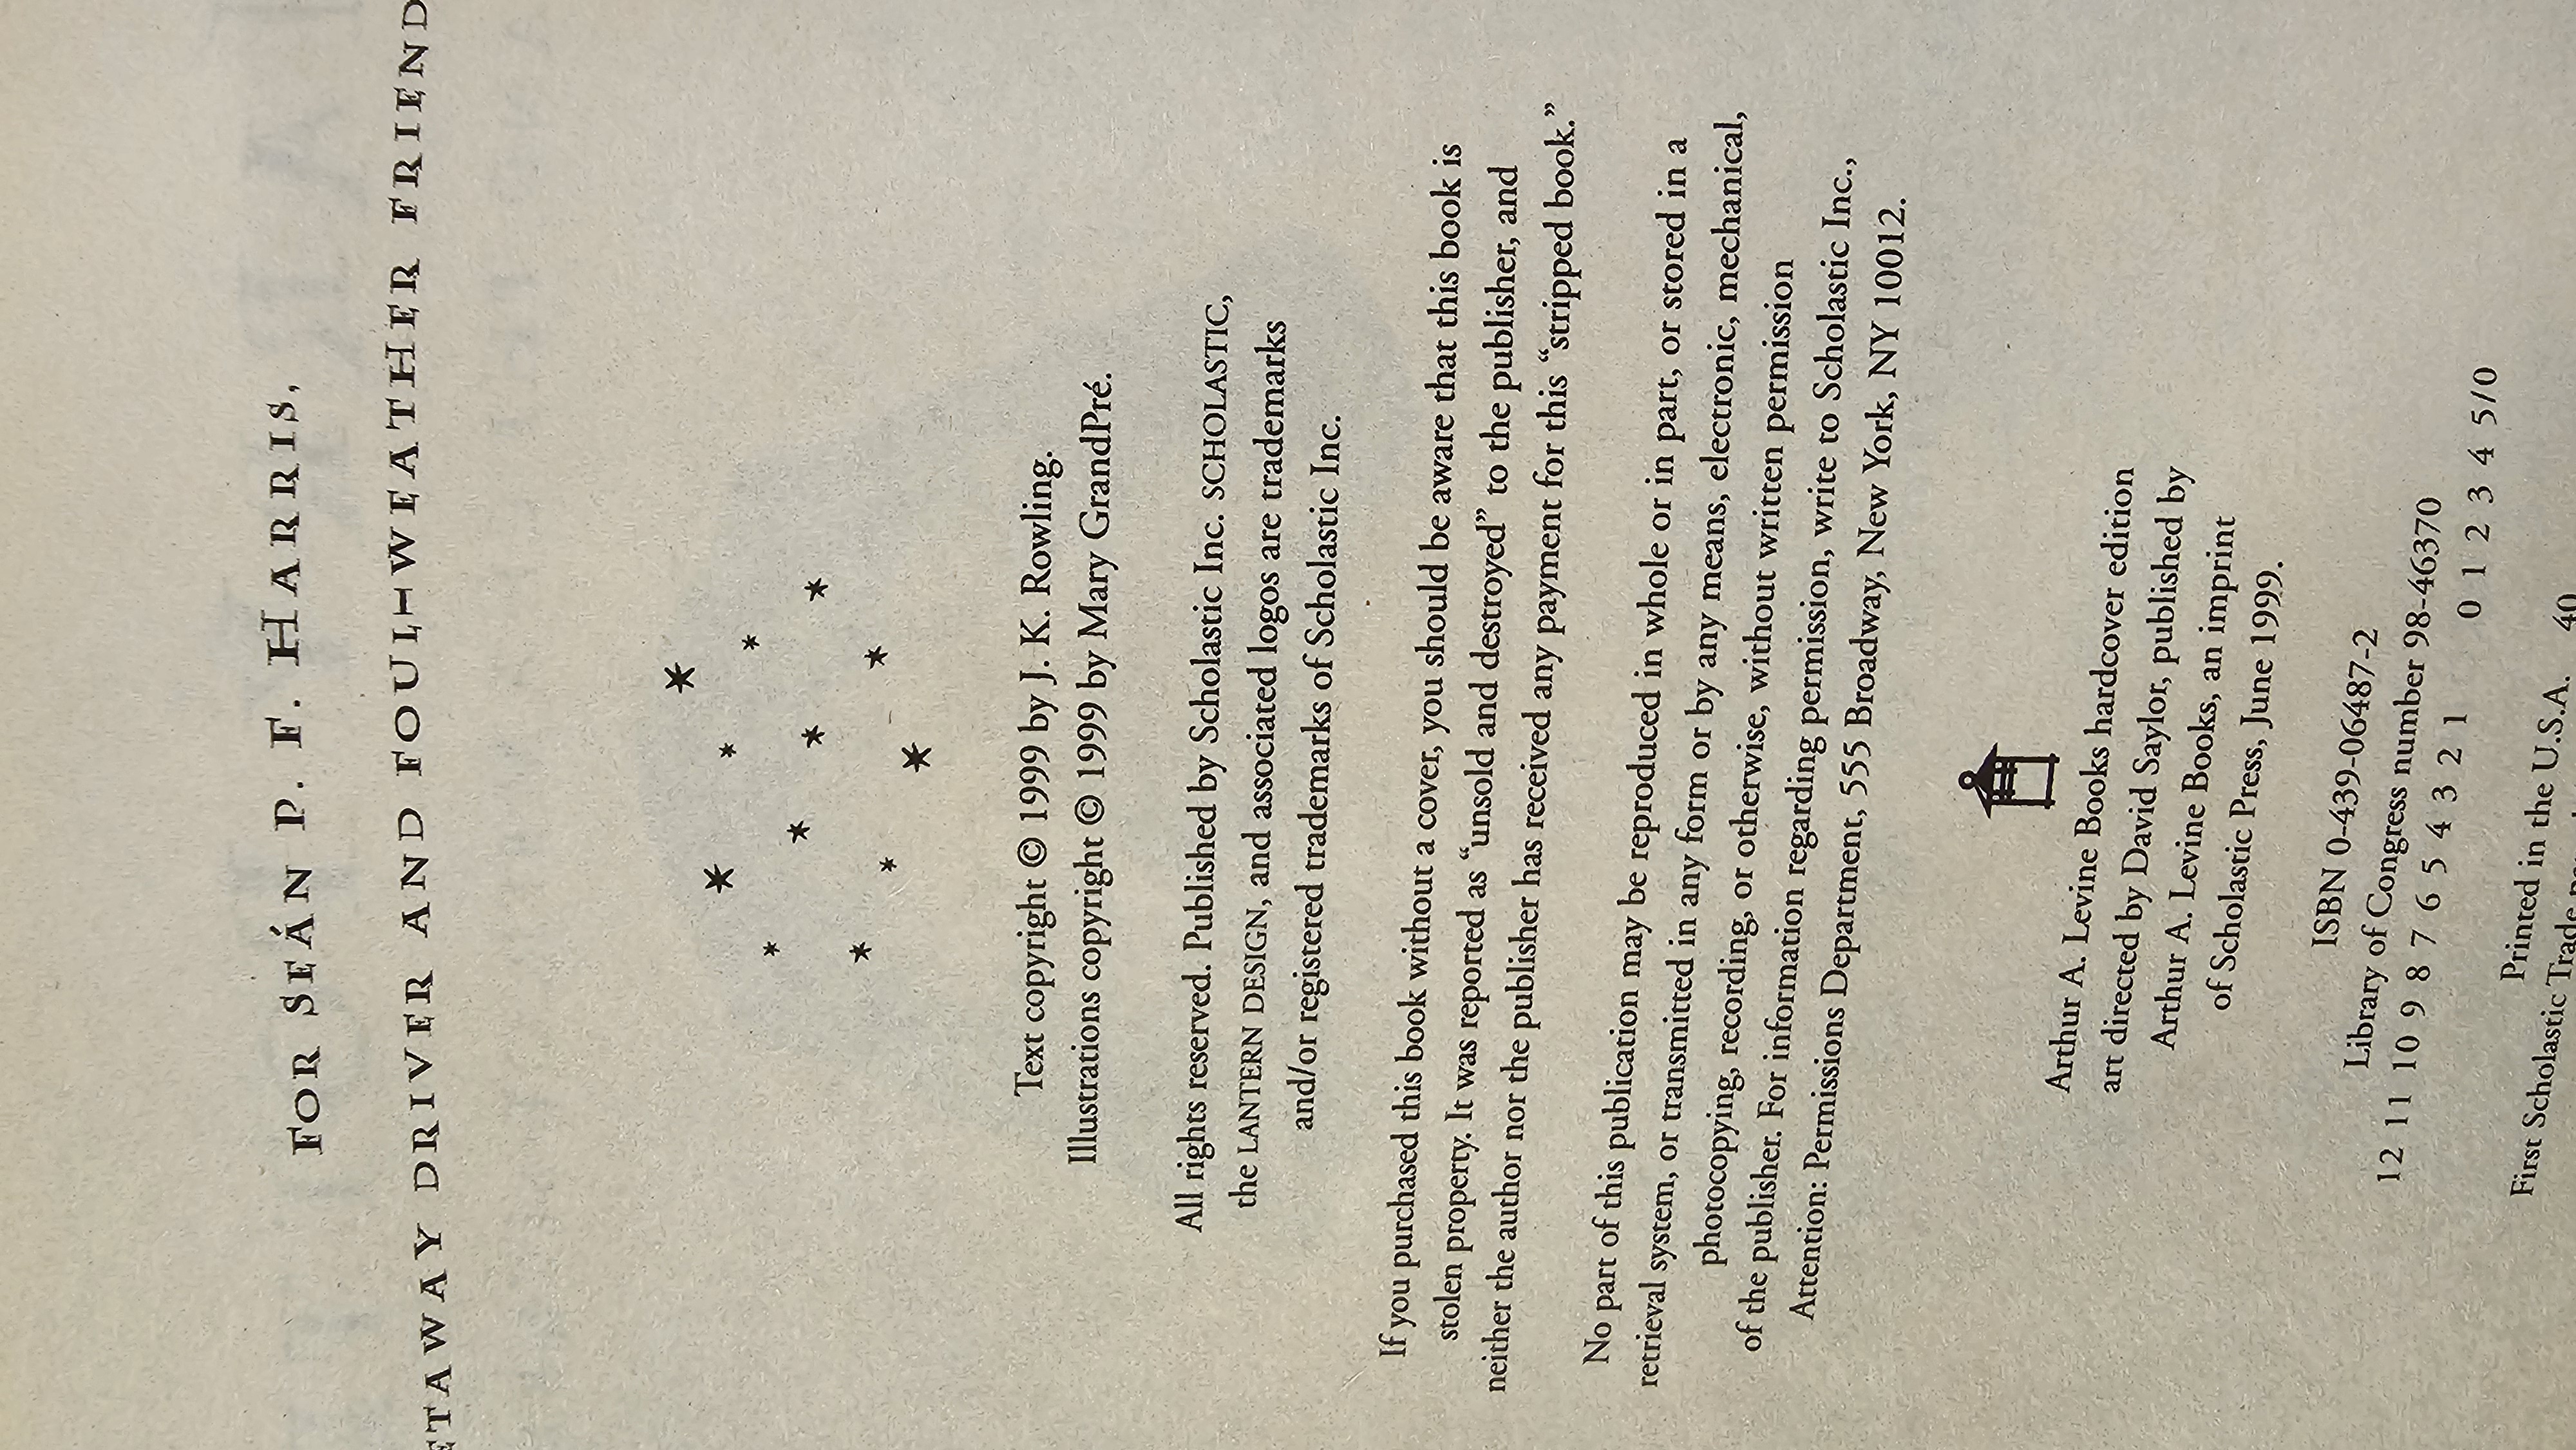 FOR SEÁN P. F. HARRIS,
ETAWAY DRIVER AND FOUL-WEATHER FRIEND
Text copyright © 1999 by J. K. Rowling.
Illustrations copyright © 1999 by Mary GrandPré.
All rights reserved. Published by Scholastic Inc. SCHOLASTIC,
the LANTERN DESIGN, and associated logos are trademarks
and/or registered trademarks of Scholastic Inc.
If you purchased this book without a cover, you should be aware that this book is
stolen property. It was reported as “unsold and destroyed” to the publisher, and
neither the author nor the publisher has received any payment for this “stripped book.”
No part of this publication may be reproduced in whole or in part, or stored in a
retrieval system, or transmitted in any form or by any means, electronic, mechanical,
photocopying, recording, or otherwise, without written permission
of the publisher. For information regarding permission, write to Scholastic Inc.,
Attention: Permissions Department, 555 Broadway, New York, NY 10012.
Arthur A. Levine Books hardcover edition
art directed by David Saylor, published by
Arthur A. Levine Books, an imprint
of Scholastic Press, June 1999.
ISBN 0-439-06487-2
Library of Congress number 98-46370
12 11 10 9 8 7 6 5 4 3 2 1 0 1 2 3 4 5/0
Printed in the U.S.A. 40
First Scholastic Trade